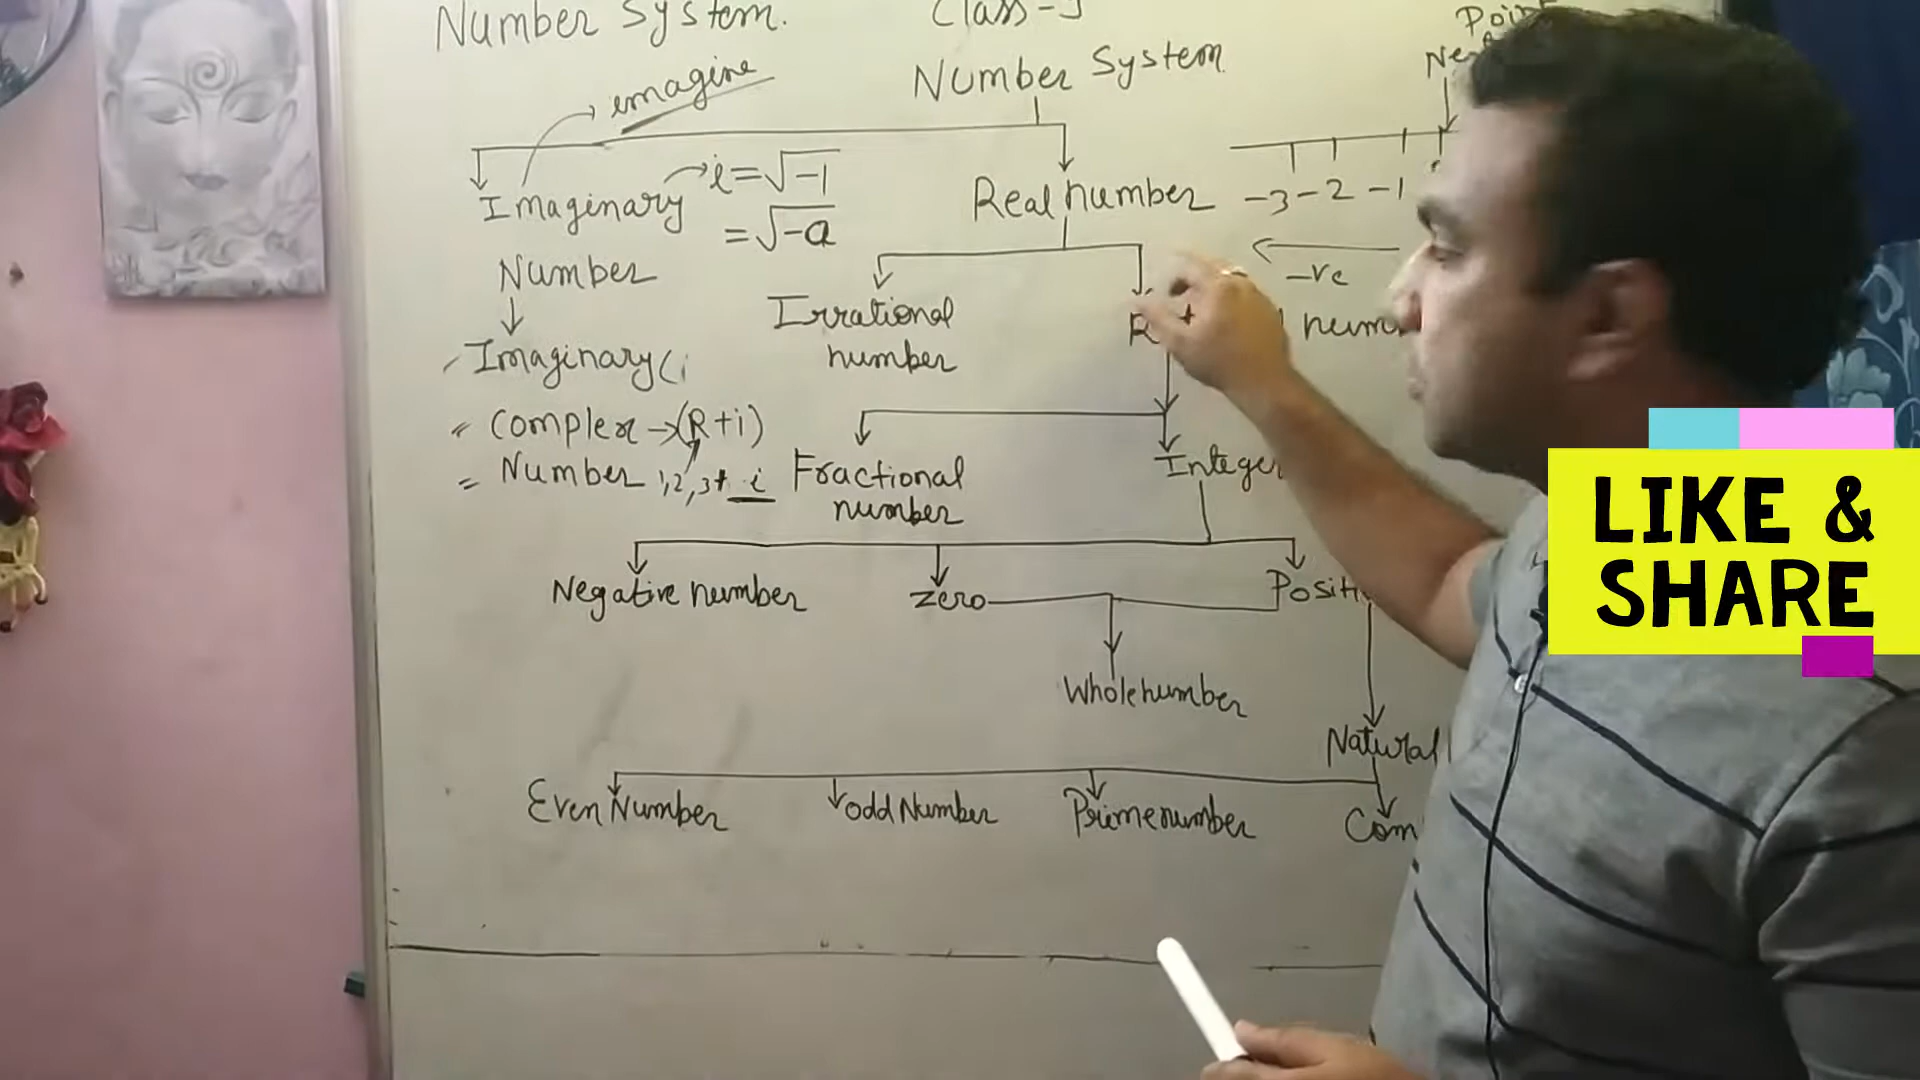 Number System.
Class-
Number System
imagine
Imaginary
i = √-1
= √-a
Number
Imaginary (i
Complex → (R+i)
Number 1,2,3+ i
Real number
-3 -2 -1
-ve
Irrational
number
Fractional
number
Negative number
Zero
Whole number
Natural
Even Number
odd Number
Prime number
LIKE &
SHARE